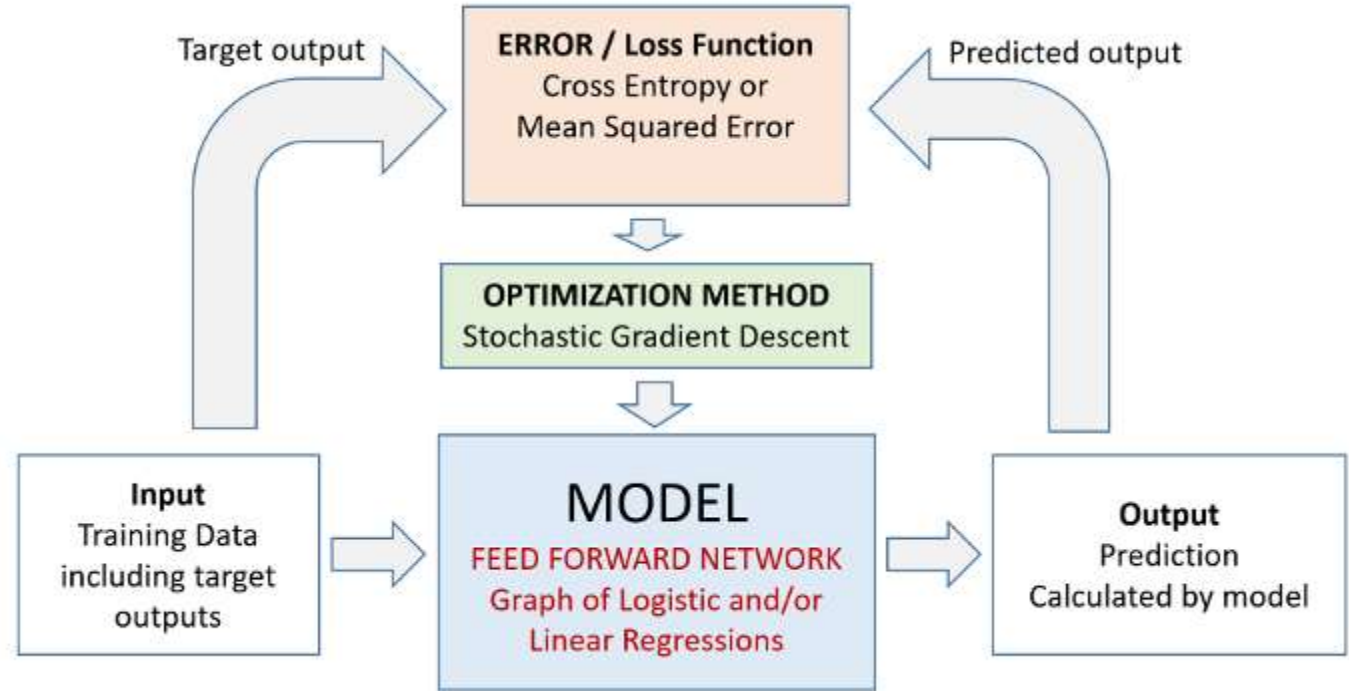 Target output
ERROR / Loss Function
Cross Entropy or
Mean Squared Error
Predicted output
OPTIMIZATION METHOD
Stochastic Gradient Descent
Input
Training Data
including target
outputs
MODEL
FEED FORWARD NETWORK
Graph of Logistic and/or
Linear Regressions
Output
Prediction
Calculated by model